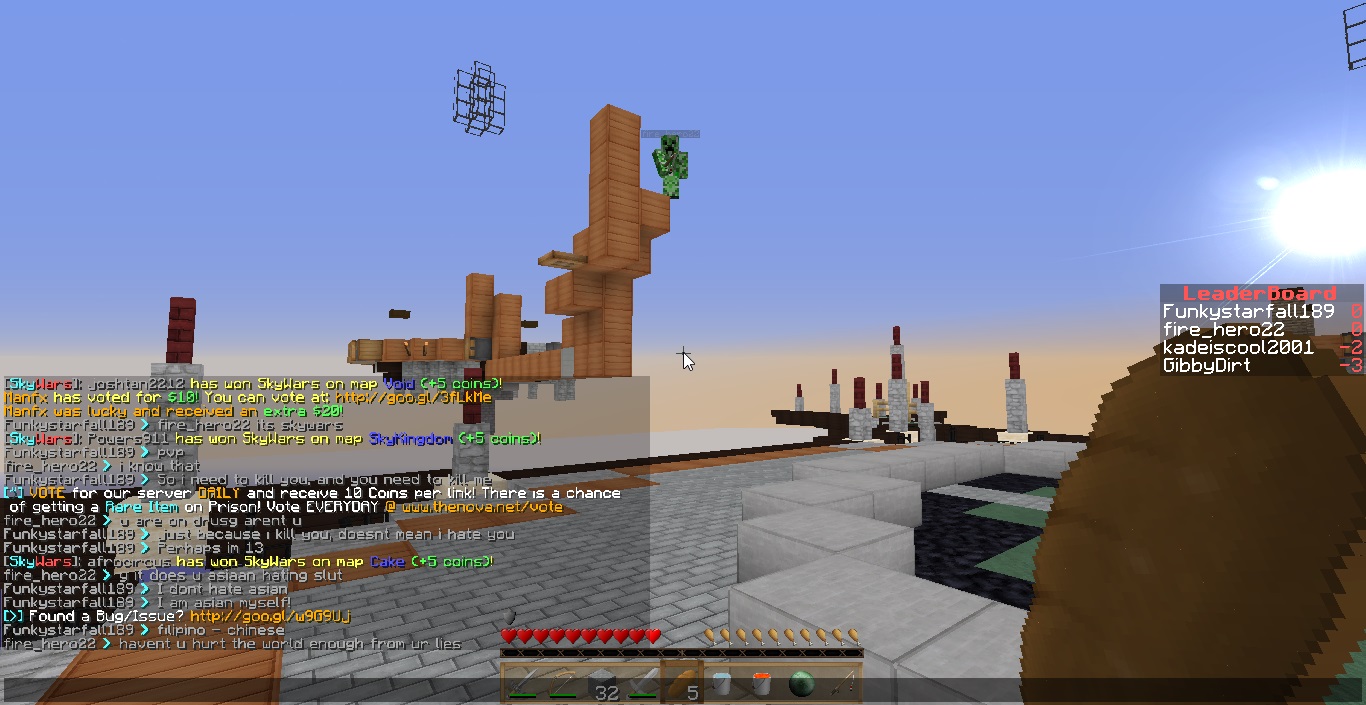 LeaderBoard
Funkystarfall189 0
fire_hero22 0
kadeiscool2001 -2
GibbyDirt -3
[SkyWars]: joshtan2212 has won SkyWars on map Void (+5 coins)!
Manfx has voted for $10! You can vote at: http://goo.gl/3fLkMe
Manfx was lucky and received an extra $20!
Funkystarfall189 > fire_hero22 its skywars
[SkyWars]: Powers911 has won SkyWars on map SkyKingdom (+5 coins)!
Funkystarfall189 > pvp
fire_hero22 > i know that
Funkystarfall189 > So i need to kill you, and you need to kill me
[*] VOTE for our server DAILY and receive 10 Coins per link! There is a chance
of getting a Rare Item on Prison! Vote EVERYDAY @ www.thenova.net/vote
fire_hero22 > u are on drusg arent u
Funkystarfall189 > just because i kill you, doesnt mean i hate you
Funkystarfall189 > Perhaps im 13
[SkyWars]: afrocircus has won SkyWars on map Cake (+5 coins)!
fire_hero22 > y it does u asiaan hating slut
Funkystarfall189 > I dont hate asian
Funkystarfall189 > I am asian myself!
[>] Found a Bug/Issue? http://goo.gl/w9G9UJj
Funkystarfall189 > filipino - chinese
fire_hero22 > havent u hurt the world enough from ur lies
32 5